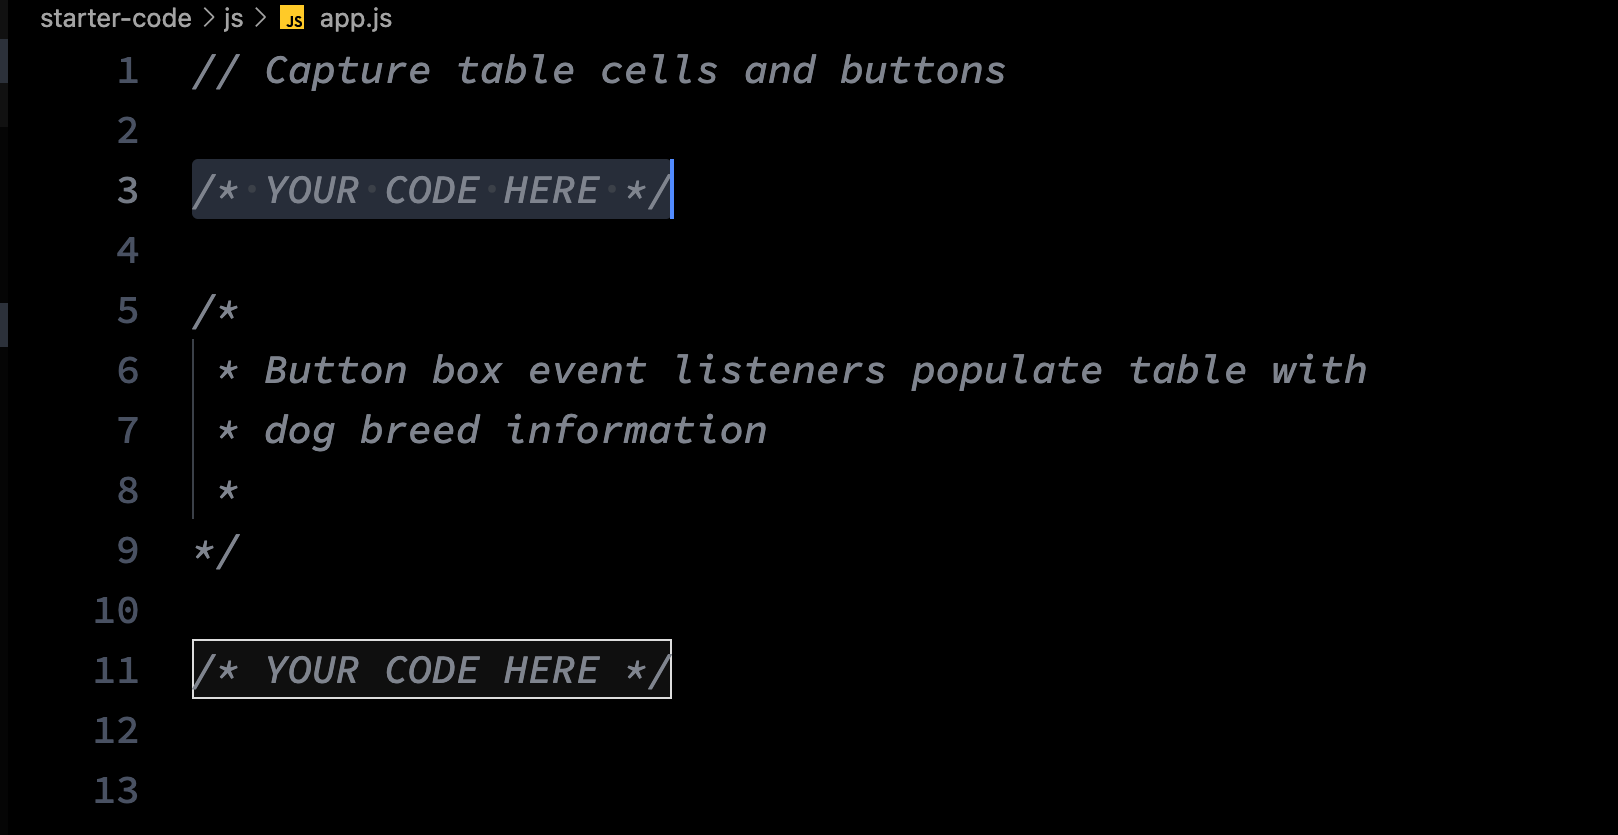 starter-code > js > JS app.js
1 // Capture table cells and buttons
2
3 /* YOUR CODE HERE */
4
5 /*
6  * Button box event listeners populate table with
7  * dog breed information
8  *
9 */
10
11 /* YOUR CODE HERE */
12
13